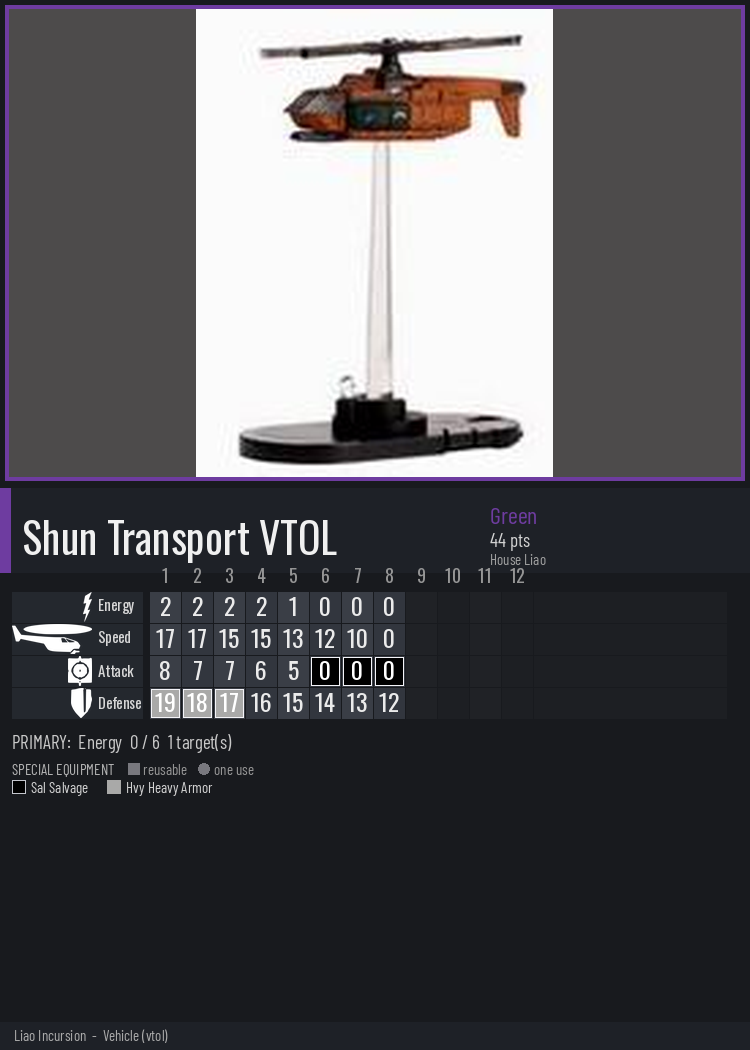 Shun Transport VTOL
Green
44 pts
House Liao
1 2 3 4 5 6 7 8 9 10 11 12
Energy 2 2 2 2 1 0 0 0
Speed 17 17 15 15 13 12 10 0
Attack 8 7 7 6 5 0 0 0
Defense 19 18 17 16 15 14 13 12
PRIMARY: Energy 0 / 6 1 target(s)
SPECIAL EQUIPMENT reusable one use
Sal Salvage Hvy Heavy Armor
Liao Incursion - Vehicle (vtol)